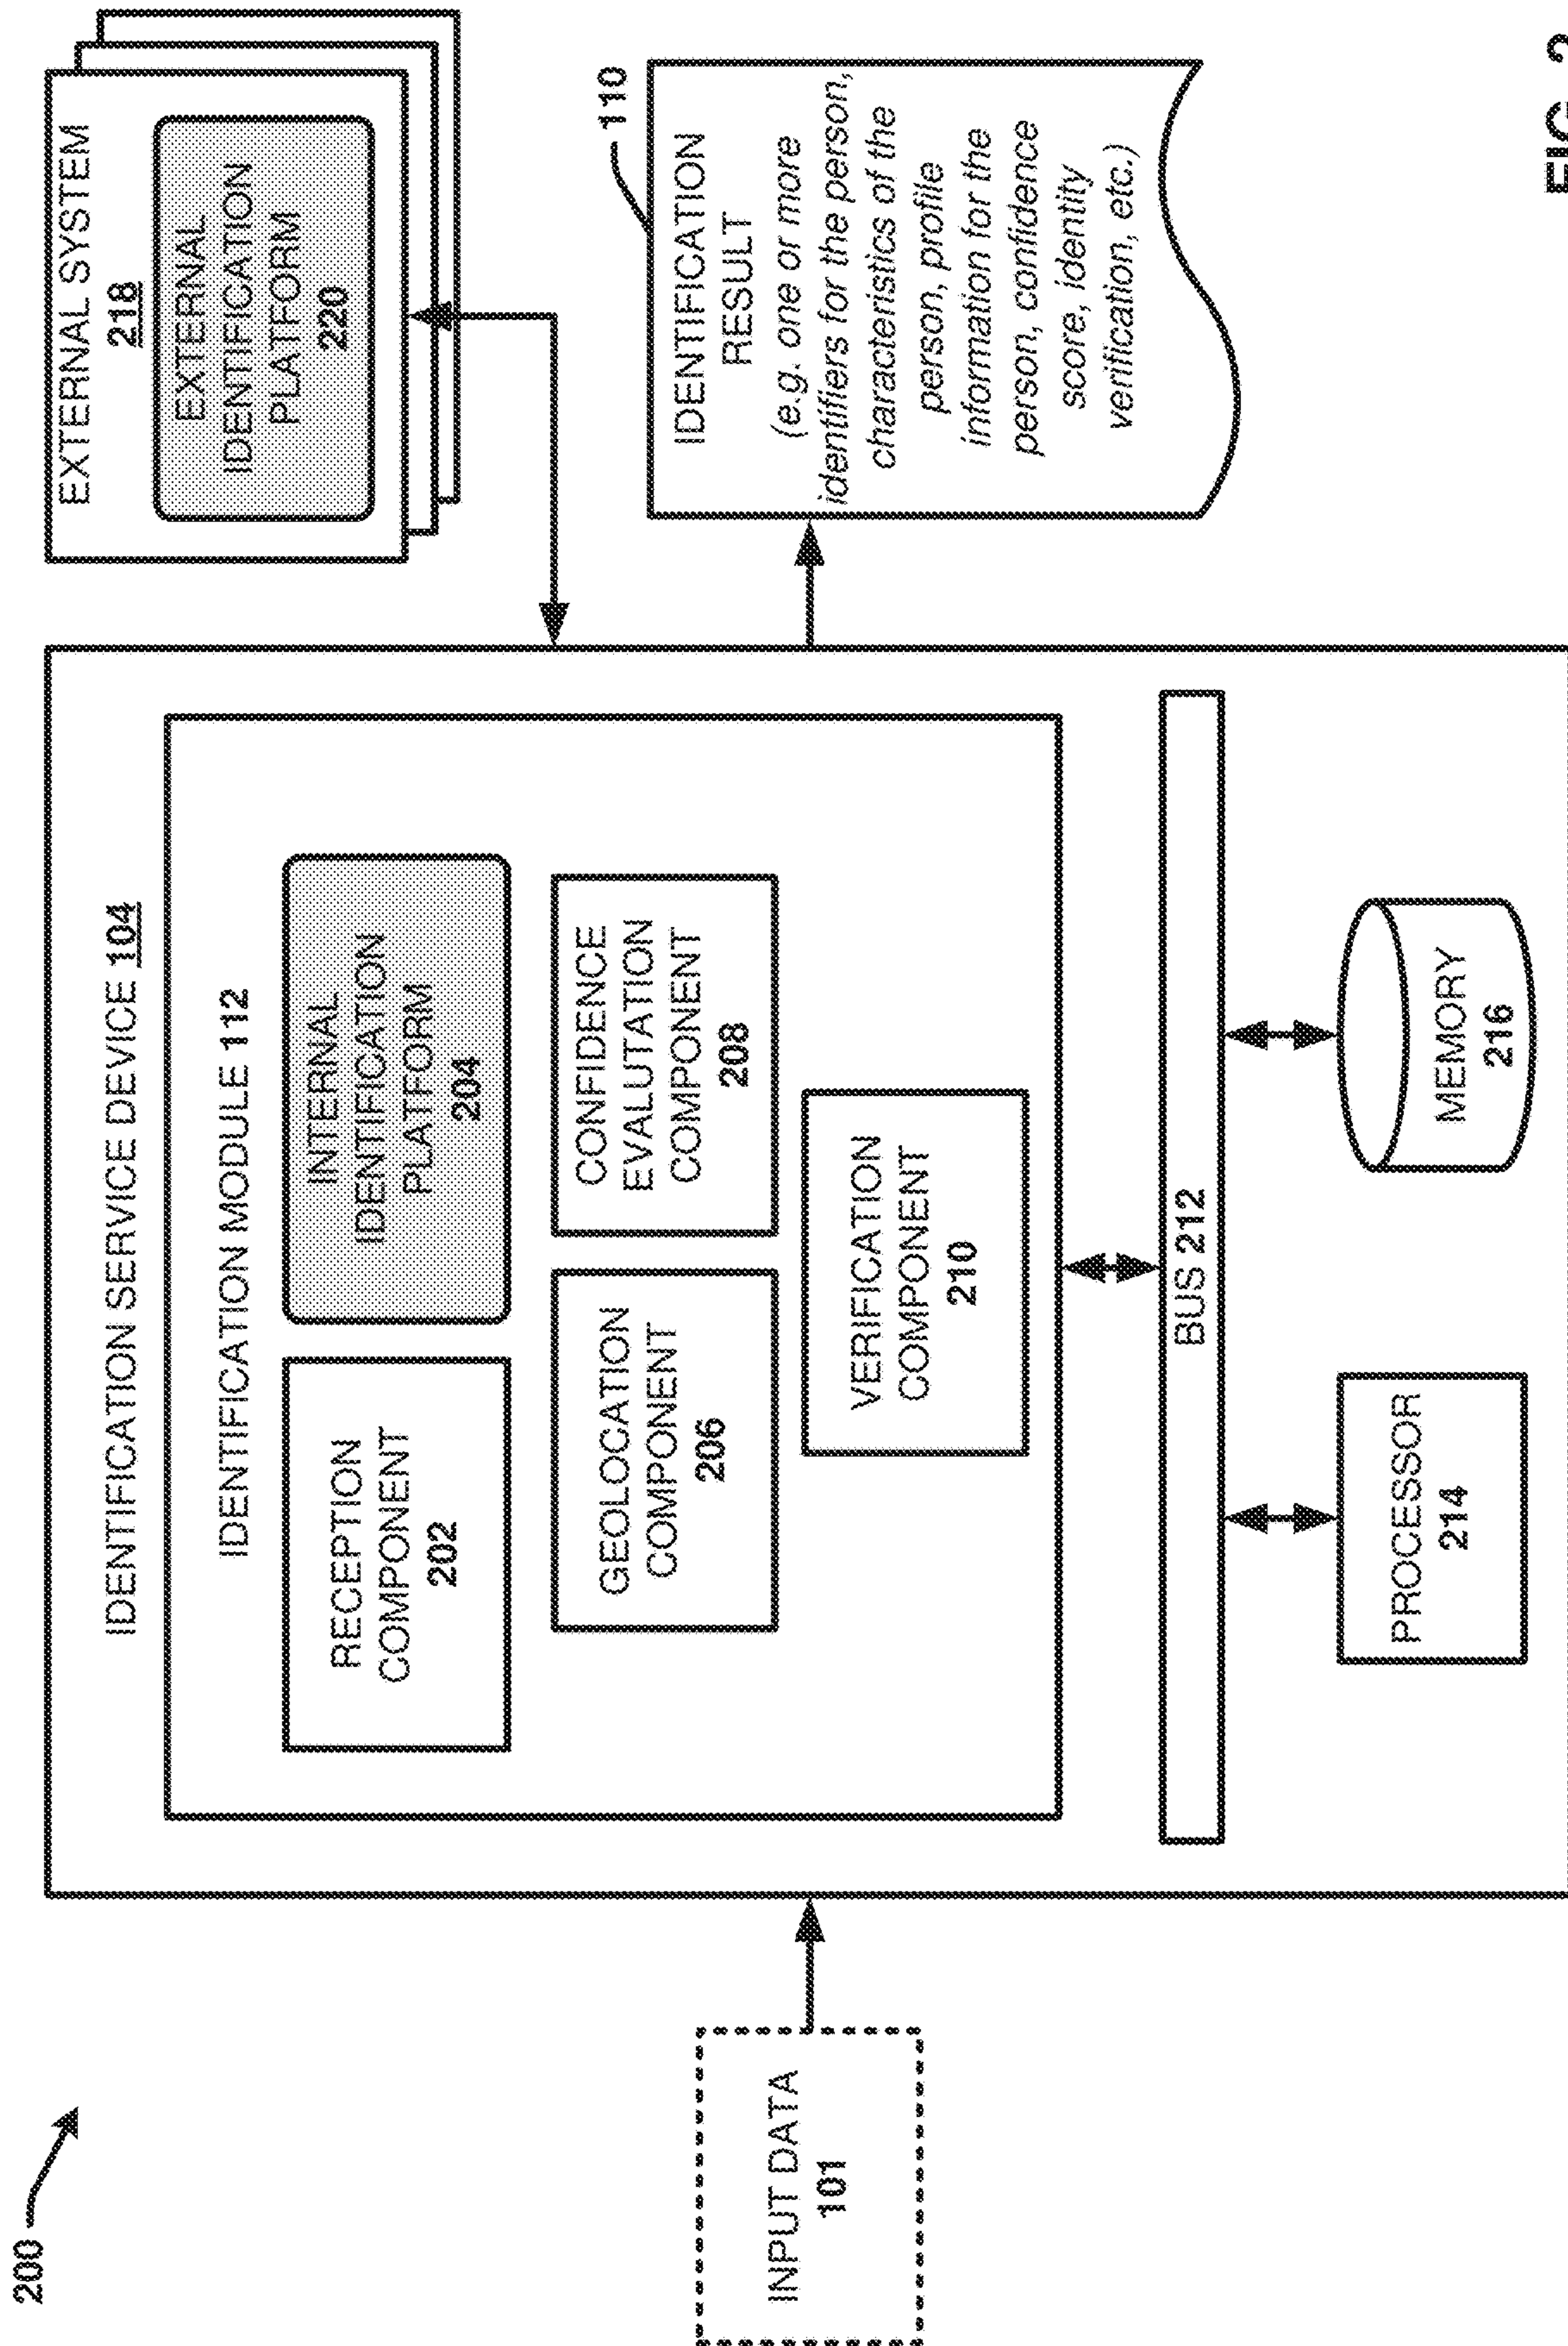 200
INPUT DATA
101
IDENTIFICATION SERVICE DEVICE 104
IDENTIFICATION MODULE 112
RECEPTION
COMPONENT
202
INTERNAL
IDENTIFICATION
PLATFORM
204
GEOLOCATION
COMPONENT
206
CONFIDENCE
EVALUTATION
COMPONENT
208
VERIFICATION
COMPONENT
210
BUS 212
PROCESSOR
214
MEMORY
216
EXTERNAL SYSTEM
218
EXTERNAL
IDENTIFICATION
PLATFORM
220
110
IDENTIFICATION
RESULT
(e.g. one or more
identifiers for the person,
characteristics of the
person, profile
information for the
person, confidence
score, identity
verification, etc.)
FIG. 2